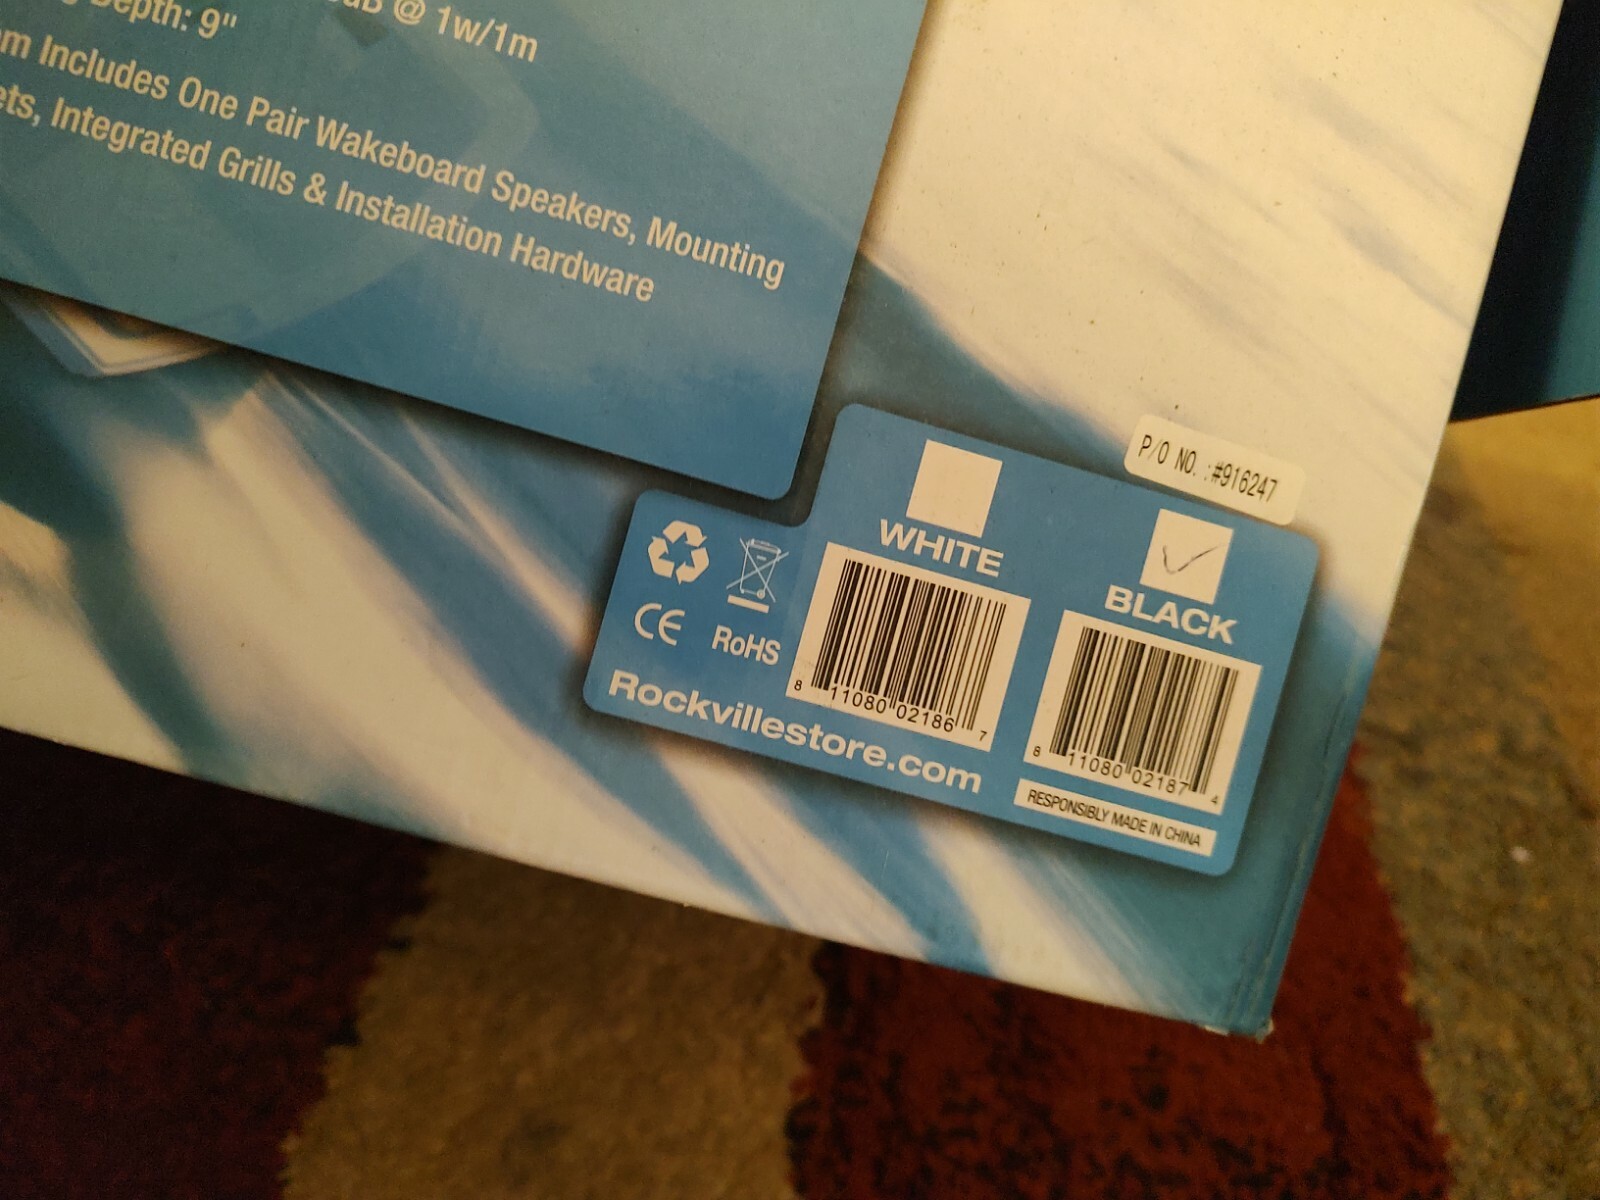 Depth: 9"
@ 1w/1m
Includes One Pair Wakeboard Speakers, Mounting
Integrated Grills & Installation Hardware
P/O NO.:#916247
WHITE
BLACK
CE
RoHS
8 11080 02186 7
8 11080 02187 4
Rockvillestore.com
RESPONSIBLY MADE IN CHINA